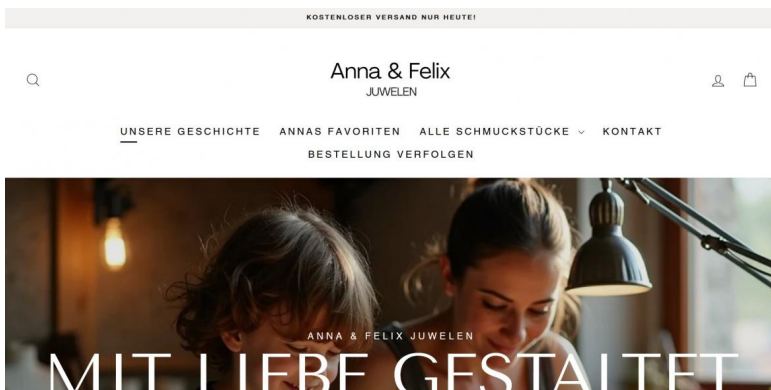 KOSTENLOSER VERSAND NUR HEUTE!
Anna & Felix
JUWELEN
UNSERE GESCHICHTE ANNAS FAVORITEN ALLE SCHMUCKSTÜCKE KONTAKT
BESTELLUNG VERFOLGEN
ANNA & FELIX JUWELEN
MIT LIEBE GESTALTET